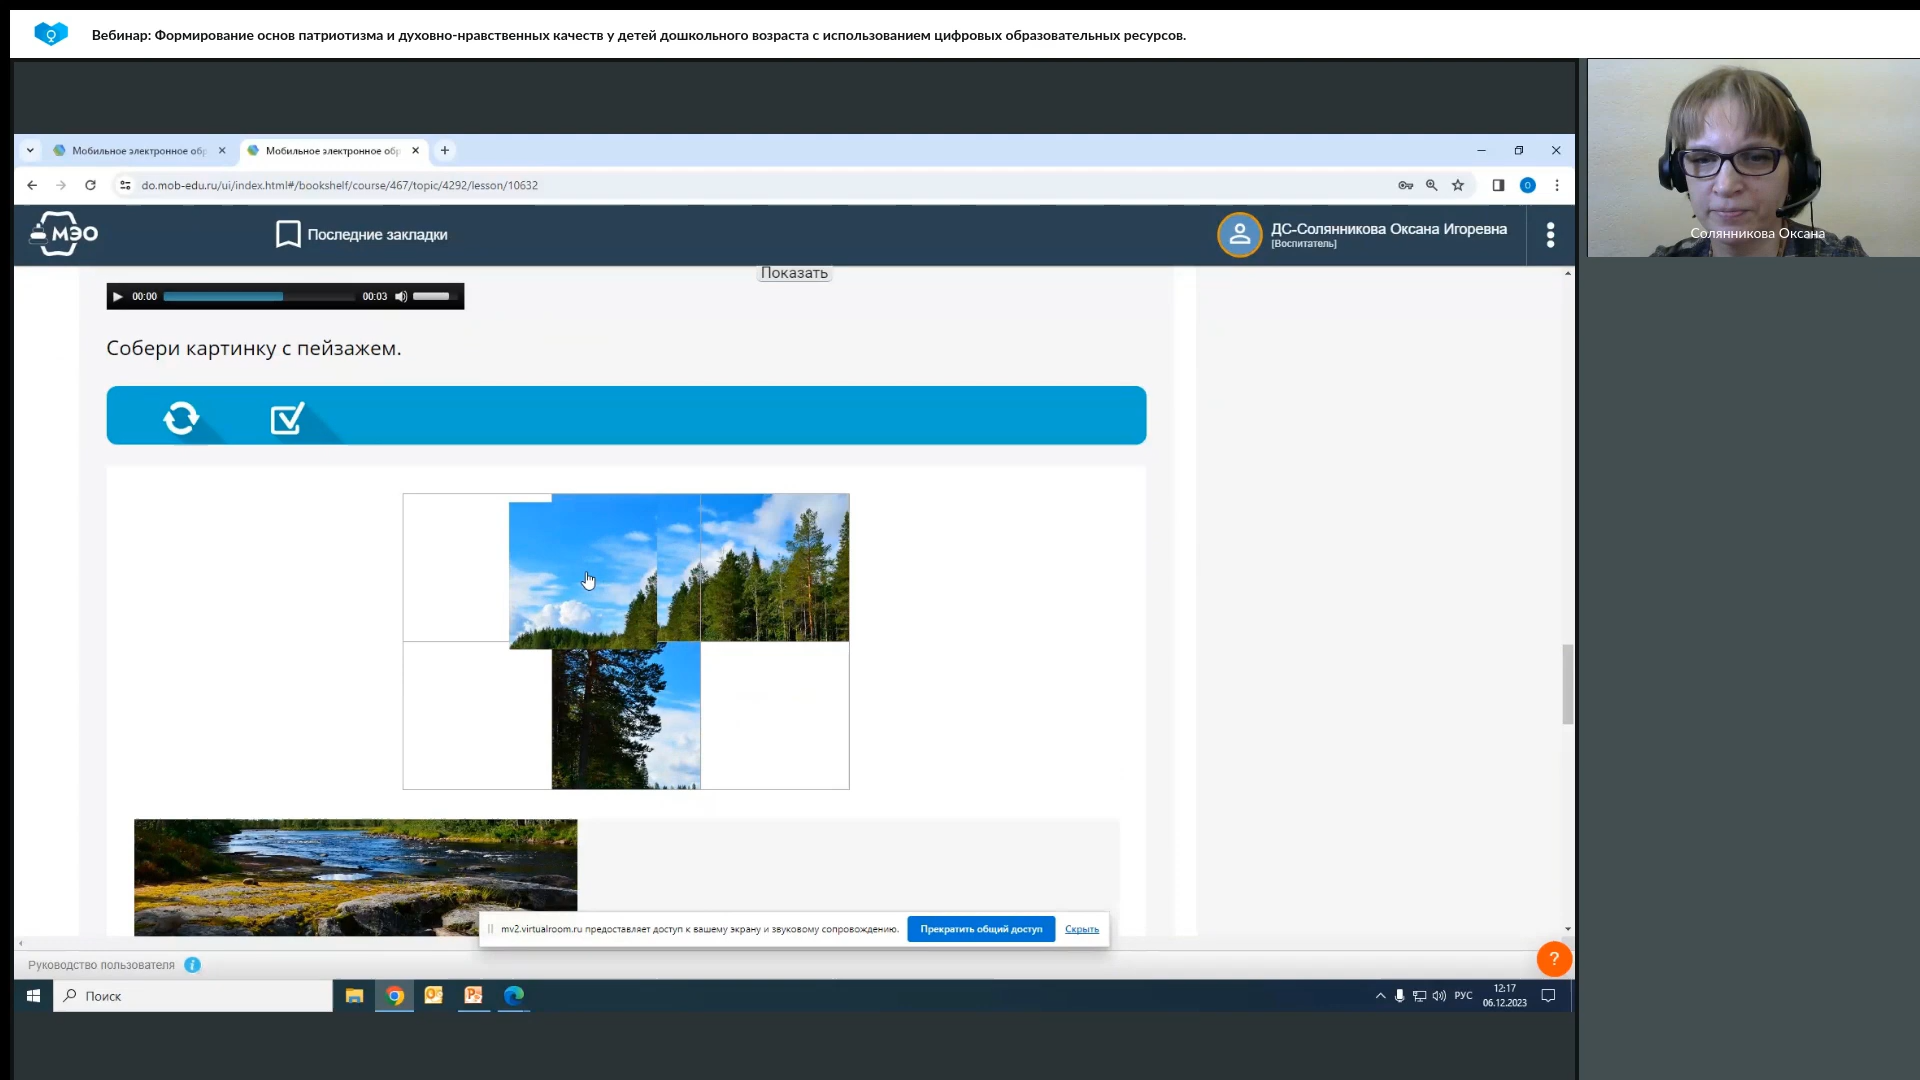 Вебинар: Формирование основ патриотизма и духовно-нравственных качеств у детей дошкольного возраста с использованием цифровых образовательных ресурсов.
Мобильное электронное обр
Мобильное электронное обр
do.mob-edu.ru/ui/index.html#/bookshelf/course/467/topic/4292/lesson/10632
МЭО
Последние закладки
ДС-Солянникова Оксана Игоревна
[Воспитатель]
Солянникова Оксана
Показать
00:00
00:03
Собери картинку с пейзажем.
mv2.virtualroom.ru предоставляет доступ к вашему экрану и звуковому сопровождению.
Прекратить общий доступ
Скрыть
Руководство пользователя
?
Поиск
РУС
12:17
06.12.2023